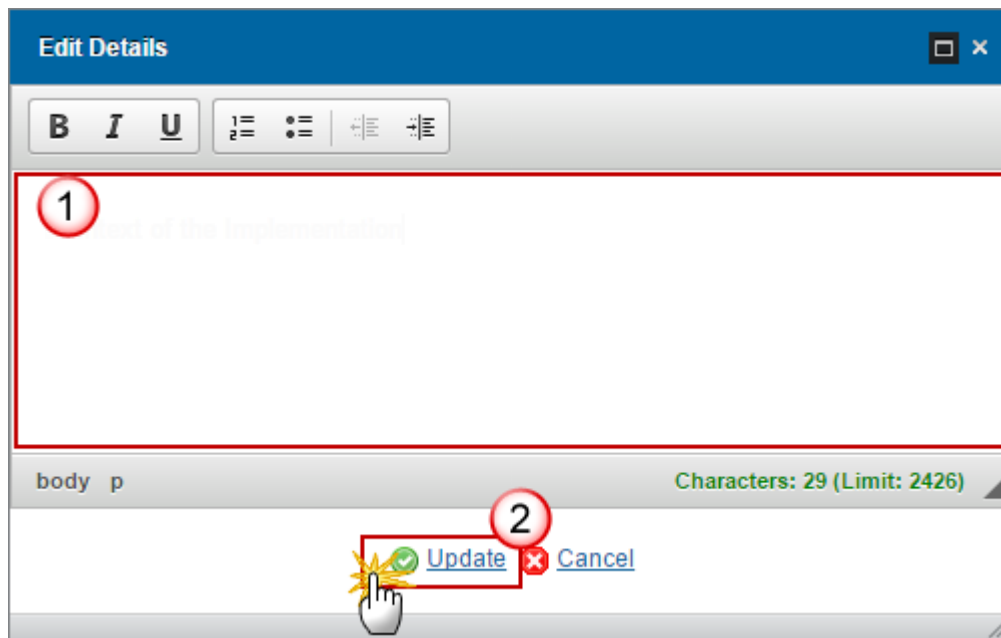 Edit Details
B I U
1
text of the Implementation
body p
Characters: 29 (Limit: 2426)
2
Update Cancel